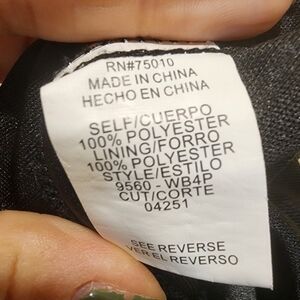 RN#75010
MADE IN CHINA
HECHO EN CHINA
SELF/CUERPO
100% POLYESTER
LINING/FORRO
100% POLYESTER
STYLE/ESTILO
9560 - WB4P
CUT/CORTE
04251
SEE REVERSE
VER EL REVERSO